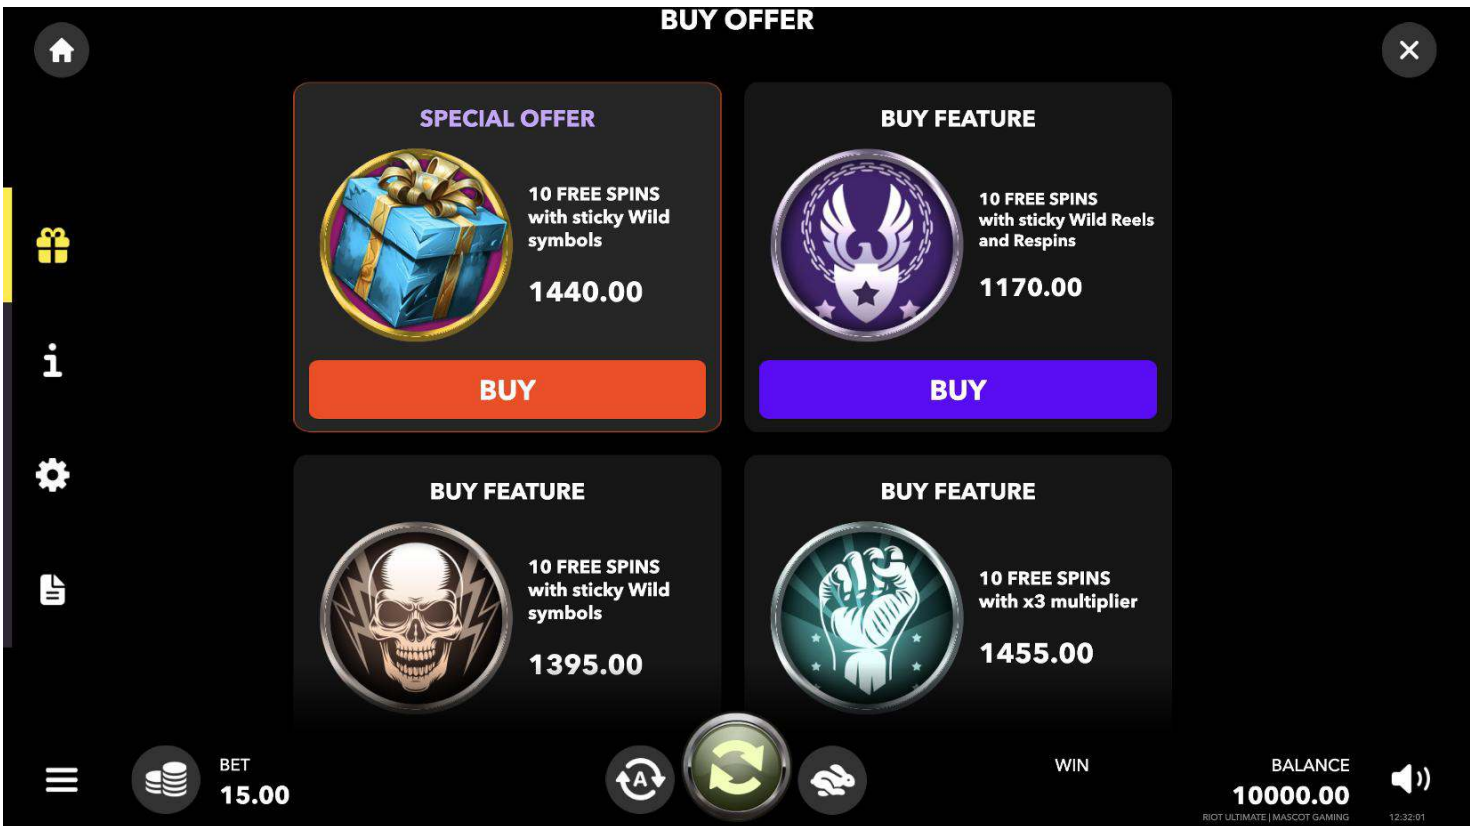 BUY OFFER
SPECIAL OFFER
10 FREE SPINS
with sticky Wild
symbols
1440.00
BUY
BUY FEATURE
10 FREE SPINS
with sticky Wild Reels
and Respins
1170.00
BUY
BUY FEATURE
10 FREE SPINS
with sticky Wild
symbols
1395.00
BUY FEATURE
10 FREE SPINS
with x3 multiplier
1455.00
BET
15.00
A
WIN
BALANCE
10000.00
RIOT ULTIMATE | MASCOT GAMING
12:32:01